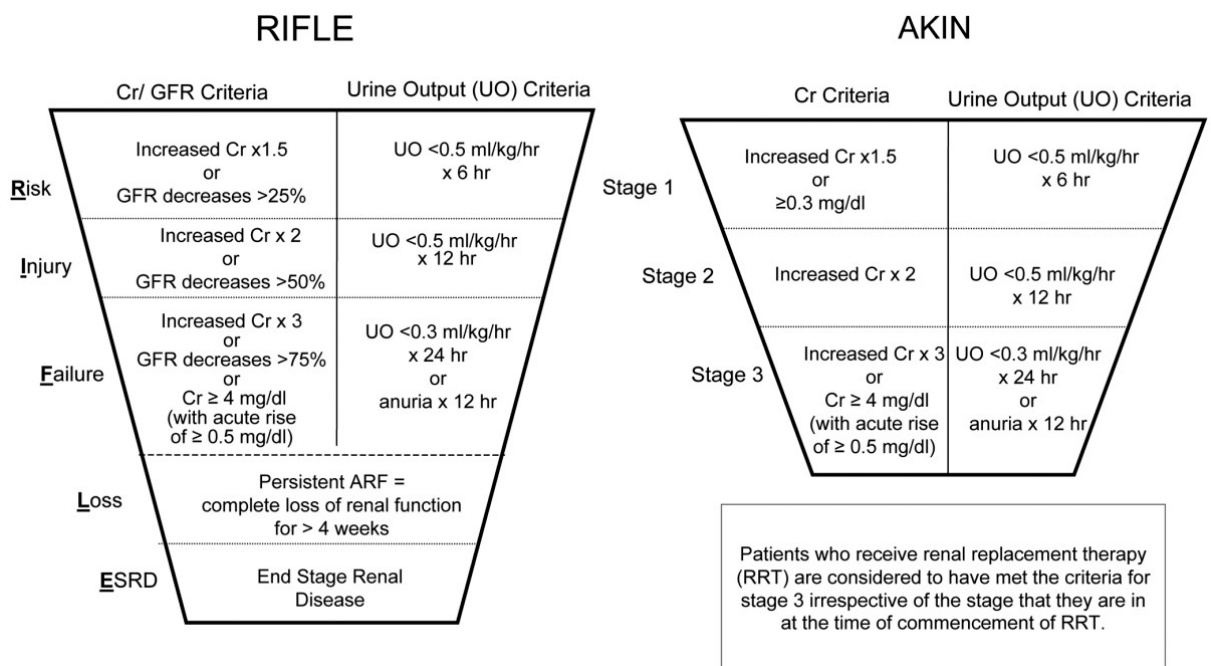 RIFLE
Cr/ GFR Criteria
Urine Output (UO) Criteria
Risk
Increased Cr x1.5
or
GFR decreases >25%
UO <0.5 ml/kg/hr
x 6 hr
Injury
Increased Cr x 2
or
GFR decreases >50%
UO <0.5 ml/kg/hr
x 12 hr
Failure
Increased Cr x 3
or
GFR decreases >75%
or
Cr ≥ 4 mg/dl
(with acute rise
of ≥ 0.5 mg/dl)
UO <0.3 ml/kg/hr
x 24 hr
or
anuria x 12 hr
Loss
Persistent ARF =
complete loss of renal function
for > 4 weeks
ESRD
End Stage Renal
Disease
AKIN
Cr Criteria
Urine Output (UO) Criteria
Stage 1
Increased Cr x1.5
or
≥0.3 mg/dl
UO <0.5 ml/kg/hr
x 6 hr
Stage 2
Increased Cr x 2
UO <0.5 ml/kg/hr
x 12 hr
Stage 3
Increased Cr x 3
or
Cr ≥ 4 mg/dl
(with acute rise
of ≥ 0.5 mg/dl)
UO <0.3 ml/kg/hr
x 24 hr
or
anuria x 12 hr
Patients who receive renal replacement therapy
(RRT) are considered to have met the criteria for
stage 3 irrespective of the stage that they are in
at the time of commencement of RRT.